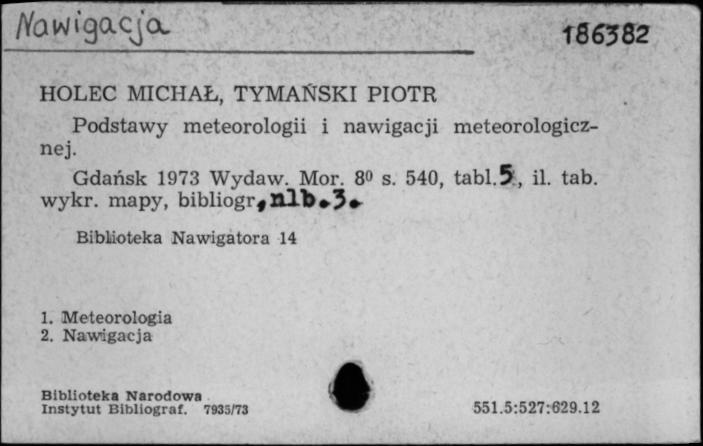 Nawigacja
186382
HOLEC MICHAŁ, TYMAŃSKI PIOTR
Podstawy meteorologii i nawigacji meteorologicz-
nej.
Gdańsk 1973 Wydaw. Mor. 8⁰ s. 540, tabl. 5, il. tab.
wykr. mapy, bibliogr, nlb. 3.
Biblioteka Nawigatora 14
1. Meteorologia
2. Nawigacja
Biblioteka Narodowa
Instytut Bibliograf. 7935/73
551.5:527:629.12